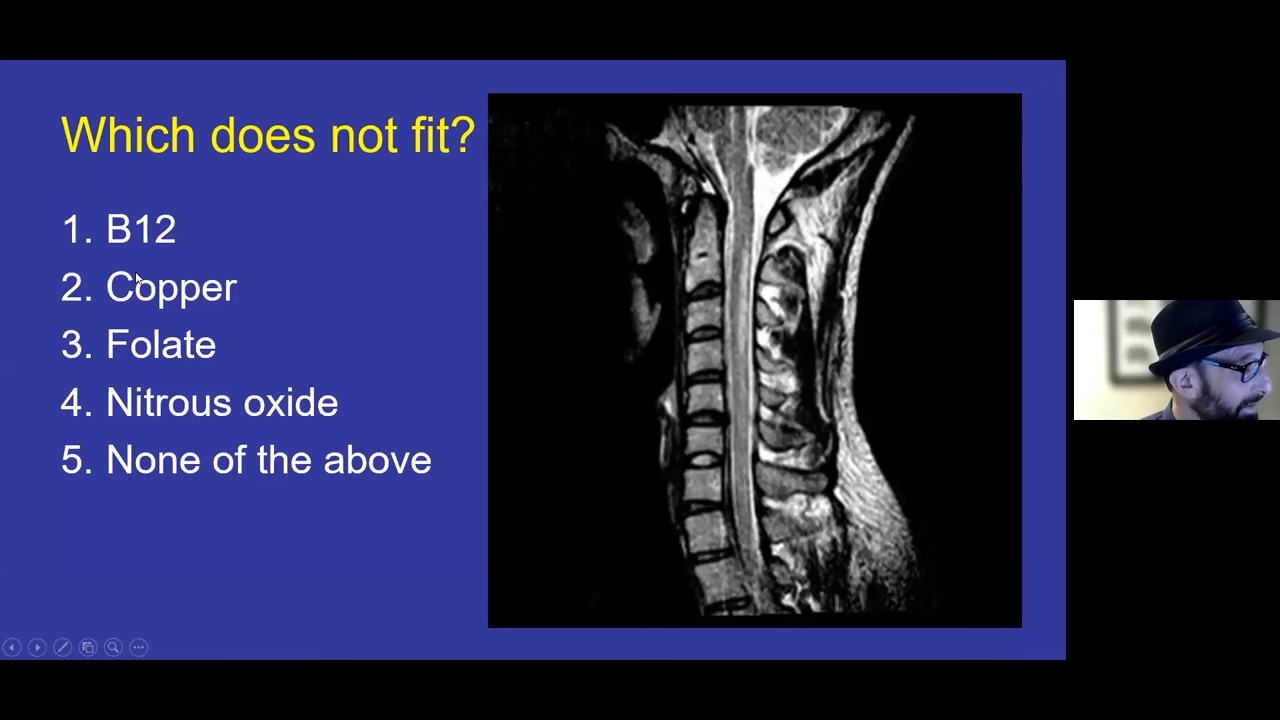 Which does not fit?
1. B12
2. Copper
3. Folate
4. Nitrous oxide
5. None of the above